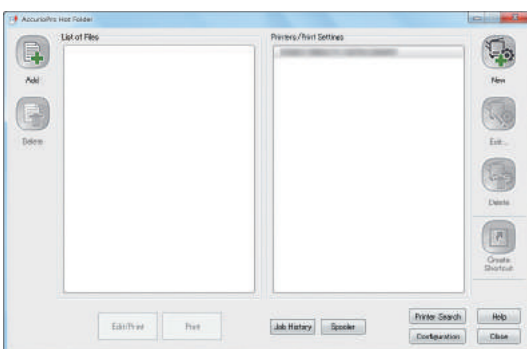 AccurioPro Hot Folder
List of Files
Printers/Print Settings
Add
Delete
New
Edit...
Delete
Create
Shortcut
Edit/Print
Print
Job History
Spooler
Printer Search
Help
Configuration
Close